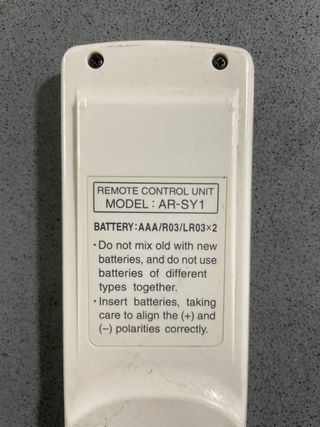 REMOTE CONTROL UNIT
MODEL: AR-SY1
BATTERY:AAA/R03/LR03×2
・Do not mix old with new
batteries, and do not use
batteries of different
types together.
・Insert batteries, taking
care to align the (+) and
(−) polarities correctly.